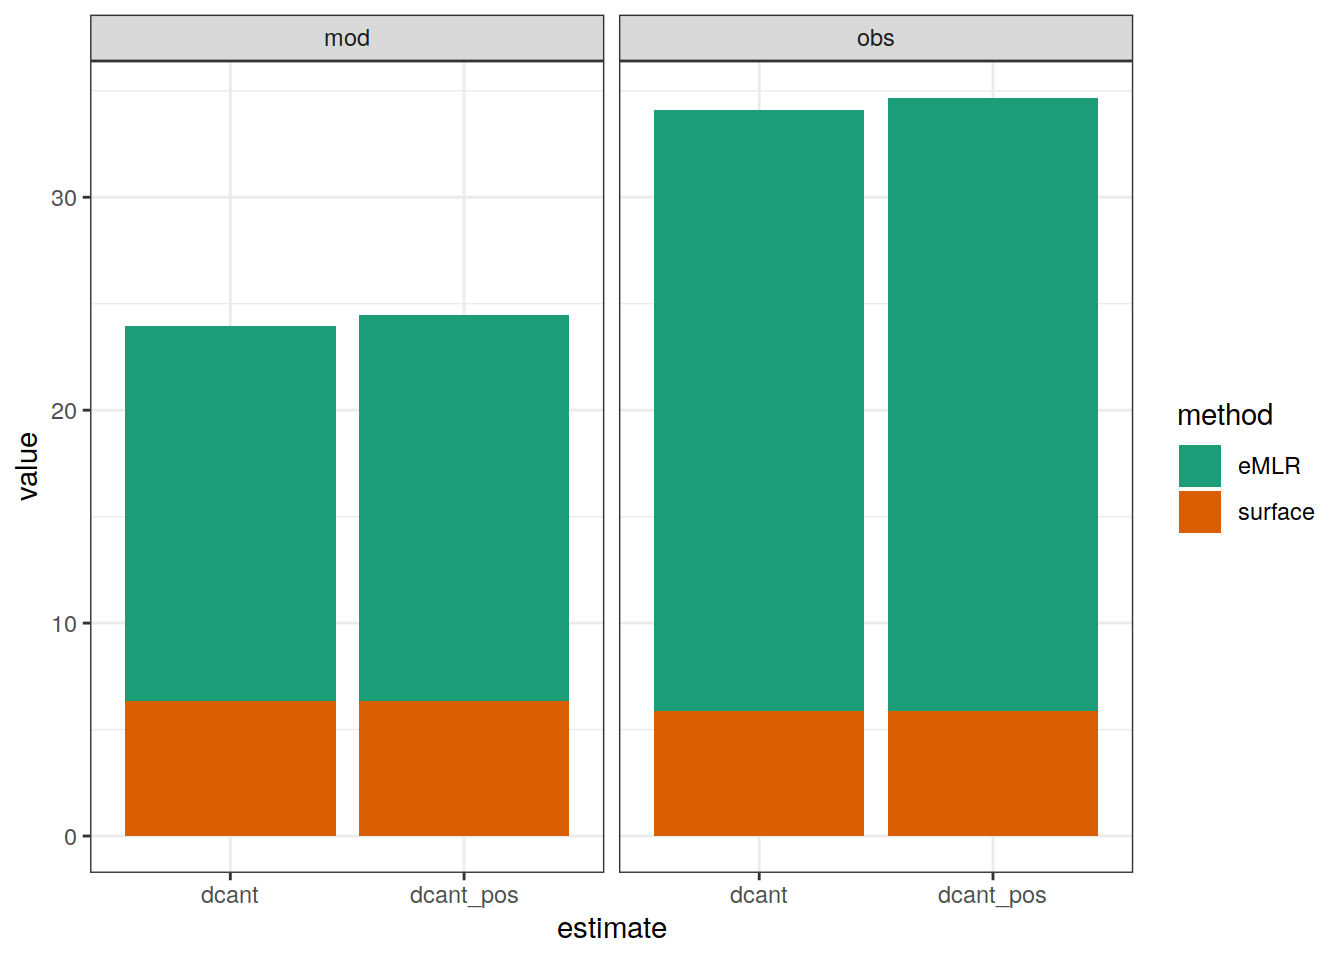 mod
obs
30
20
10
0
value
dcant
dcant_pos
dcant
dcant_pos
estimate
method
eMLR
surface